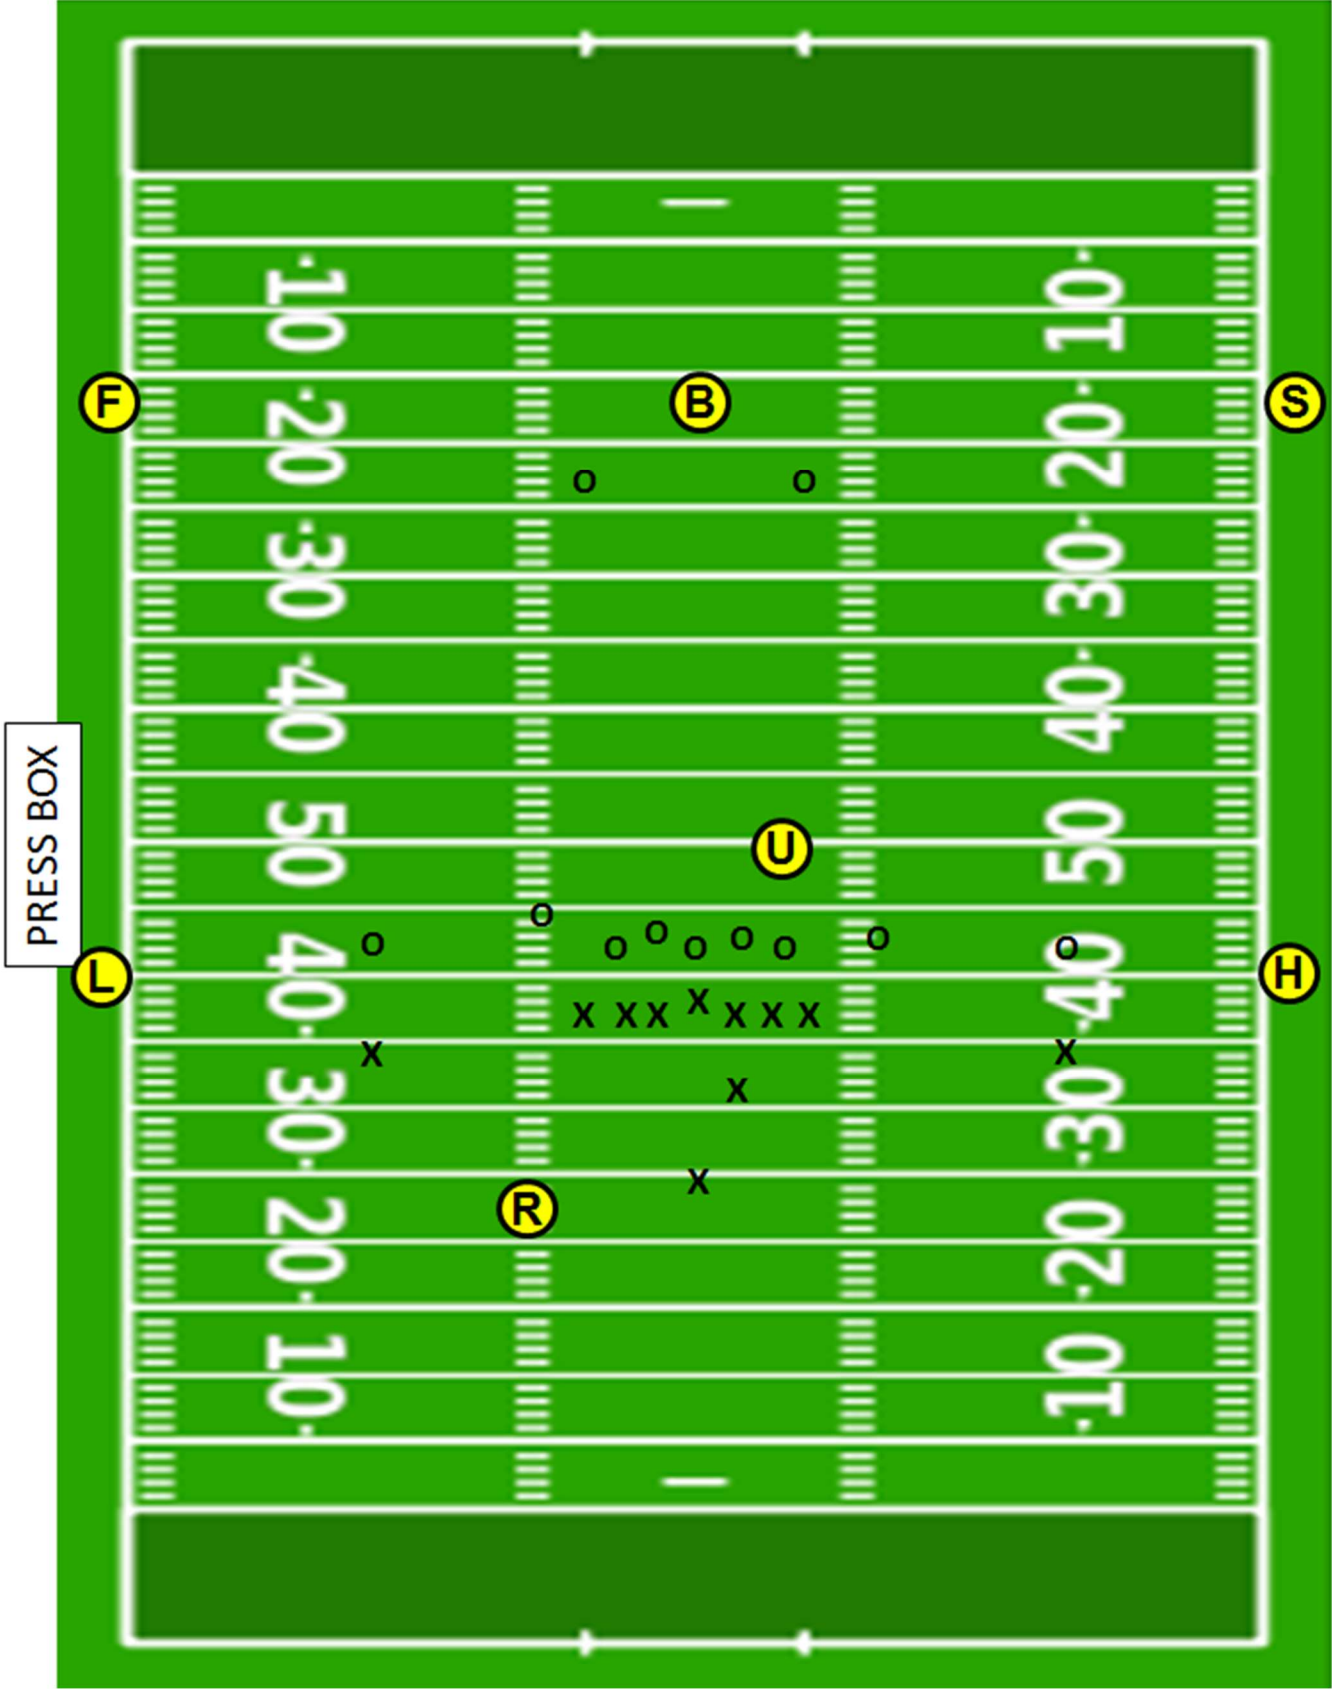 10 10
F B S
20 20
O O
30 30
40 40
PRESS BOX
50 U 50
O
O O O O O O O O
L 40 40 H
X X X X X X X
X X
X
30 30
X
R
20 20
10 10